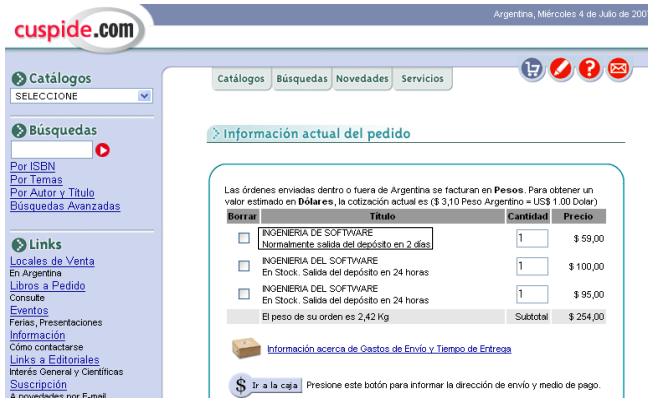 Argentina, Miércoles 4 de Julio de 2007
cuspide.com
Catálogos
SELECCIONE
Búsquedas
Por ISBN
Por Temas
Por Autor y Título
Búsquedas Avanzadas
Links
Locales de Venta
En Argentina
Libros a Pedido
Consulte
Eventos
Ferias, Presentaciones
Información
Cómo contactarse
Links a Editoriales
Interés General y Científicas
Suscripción
A novedades por E-mail
Catálogos Búsquedas Novedades Servicios
Información actual del pedido
Las órdenes enviadas dentro o fuera de Argentina se facturan en Pesos. Para obtener un
valor estimado en Dólares, la cotización actual es ($ 3,10 Peso Argentino = US$ 1.00 Dolar)
Borrar Título Cantidad Precio
INGENIERIA DE SOFTWARE 1 $ 59,00
Normalmente salida del depósito en 2 días
INGENIERIA DEL SOFTWARE 1 $ 100,00
En Stock. Salida del depósito en 24 horas
INGENIERIA DEL SOFTWARE 1 $ 95,00
En Stock. Salida del depósito en 24 horas
El peso de su orden es 2,42 Kg Subtotal $ 254,00
Información acerca de Gastos de Envío y Tiempo de Entrega
$ Ir a la caja Presione este botón para informar la dirección de envío y medio de pago.